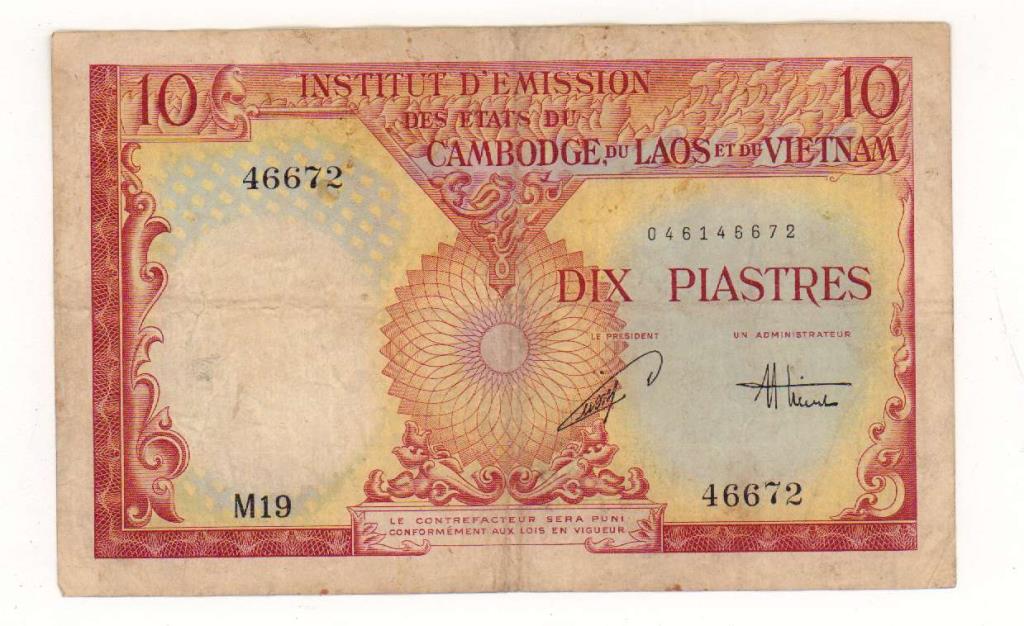 10
INSTITUT D'EMISSION
10
DES ETATS DU
CAMBODGE, DU LAOS ET DU VIETNAM
46672
046146672
DIX PIASTRES
LE PRESIDENT
UN ADMINISTRATEUR
M19
46672
LE CONTREFACTEUR SERA PUNI
CONFORMÉMENT AUX LOIS EN VIGUEUR